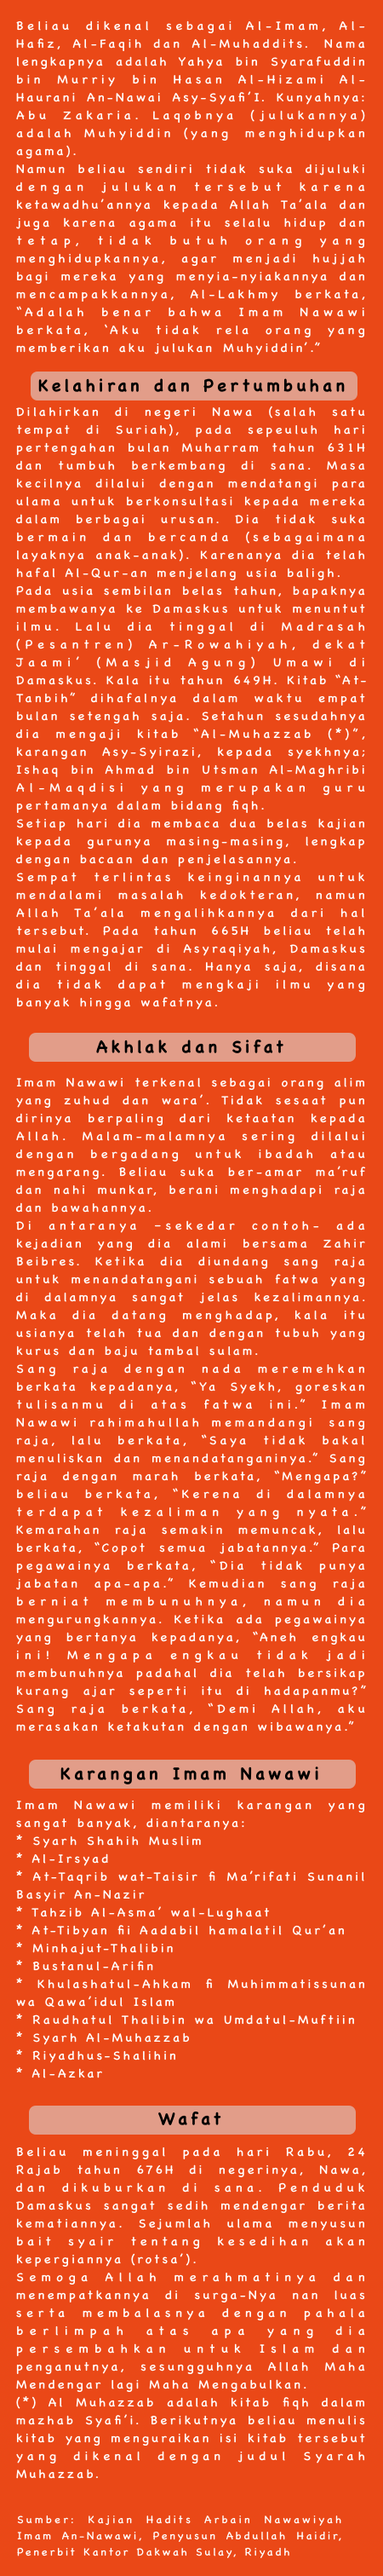 Beliau dikenal sebagai Al-Imam, Al-
Hafiz, Al-Faqih dan Al-Muhaddits. Nama
lengkapnya adalah Yahya bin Syarafuddin
bin Murriy bin Hasan Al-Hizami Al-
Haurani An-Nawai Asy-Syafi'I. Kunyahnya:
Abu Zakaria. Laqobnya (julukannya)
adalah Muhyiddin (yang menghidupkan
agama).
Namun beliau sendiri tidak suka dijuluki
dengan julukan tersebut karena
ketawadhu'annya kepada Allah Ta'ala dan
juga karena agama itu selalu hidup dan
tetap, tidak butuh orang yang
menghidupkannya, agar menjadi hujjah
bagi mereka yang menyia-nyiakannya dan
mencampakkannya, Al-Lakhmy berkata,
"Adalah benar bahwa Imam Nawawi
berkata, 'Aku tidak rela orang yang
memberikan aku julukan Muhyiddin'."
Kelahiran dan Pertumbuhan
Dilahirkan di negeri Nawa (salah satu
tempat di Suriah), pada sepeuluh hari
pertengahan bulan Muharram tahun 631H
dan tumbuh berkembang di sana. Masa
kecilnya dilalui dengan mendatangi para
ulama untuk berkonsultasi kepada mereka
dalam berbagai urusan. Dia tidak suka
bermain dan bercanda (sebagaimana
layaknya anak-anak). Karenanya dia telah
hafal Al-Qur-an menjelang usia baligh.
Pada usia sembilan belas tahun, bapaknya
membawanya ke Damaskus untuk menuntut
ilmu. Lalu dia tinggal di Madrasah
(Pesantren) Ar-Rowahiyah, dekat
Jaami' (Masjid Agung) Umawi di
Damaskus. Kala itu tahun 649H. Kitab "At-
Tanbih" dihafalnya dalam waktu empat
bulan setengah saja. Setahun sesudahnya
dia mengaji kitab "Al-Muhazzab (*)",
karangan Asy-Syirazi, kepada syekhnya;
Ishaq bin Ahmad bin Utsman Al-Maghribi
Al-Maqdisi yang merupakan guru
pertamanya dalam bidang fiqh.
Setiap hari dia membaca dua belas kajian
kepada gurunya masing-masing, lengkap
dengan bacaan dan penjelasannya.
Sempat terlintas keinginannya untuk
mendalami masalah kedokteran, namun
Allah Ta'ala mengalihkannya dari hal
tersebut. Pada tahun 665H beliau telah
mulai mengajar di Asyraqiyah, Damaskus
dan tinggal di sana. Hanya saja, disana
dia tidak dapat mengkaji ilmu yang
banyak hingga wafatnya.
Akhlak dan Sifat
Imam Nawawi terkenal sebagai orang alim
yang zuhud dan wara'. Tidak sesaat pun
dirinya berpaling dari ketaatan kepada
Allah. Malam-malamnya sering dilalui
dengan bergadang untuk ibadah atau
mengarang. Beliau suka ber-amar ma'ruf
dan nahi munkar, berani menghadapi raja
dan bawahannya.
Di antaranya –sekedar contoh- ada
kejadian yang dia alami bersama Zahir
Beibres. Ketika dia diundang sang raja
untuk menandatangani sebuah fatwa yang
di dalamnya sangat jelas kezalimannya.
Maka dia datang menghadap, kala itu
usianya telah tua dan dengan tubuh yang
kurus dan baju tambal sulam.
Sang raja dengan nada meremehkan
berkata kepadanya, "Ya Syekh, goreskan
tulisanmu di atas fatwa ini." Imam
Nawawi rahimahullah memandangi sang
raja, lalu berkata, "Saya tidak bakal
menuliskan dan menandatanganinya." Sang
raja dengan marah berkata, "Mengapa?"
beliau berkata, "Kerena di dalamnya
terdapat kezaliman yang nyata."
Kemarahan raja semakin memuncak, lalu
berkata, "Copot semua jabatannya." Para
pegawainya berkata, "Dia tidak punya
jabatan apa-apa." Kemudian sang raja
berniat membunuhnya, namun dia
mengurungkannya. Ketika ada pegawainya
yang bertanya kepadanya, "Aneh engkau
ini! Mengapa engkau tidak jadi
membunuhnya padahal dia telah bersikap
kurang ajar seperti itu di hadapanmu?"
Sang raja berkata, "Demi Allah, aku
merasakan ketakutan dengan wibawanya."
Karangan Imam Nawawi
Imam Nawawi memiliki karangan yang
sangat banyak, diantaranya:
* Syarh Shahih Muslim
* Al-Irsyad
* At-Taqrib wat-Taisir fi Ma'rifati Sunanil
Basyir An-Nazir
* Tahzib Al-Asma' wal-Lughaat
* At-Tibyan fii Aadabil hamalatil Qur'an
* Minhajut-Thalibin
* Bustanul-Arifin
* Khulashatul-Ahkam fi Muhimmatissunan
wa Qawa'idul Islam
* Raudhatul Thalibin wa Umdatul-Muftiin
* Syarh Al-Muhazzab
* Riyadhus-Shalihin
* Al-Azkar
Wafat
Beliau meninggal pada hari Rabu, 24
Rajab tahun 676H di negerinya, Nawa,
dan dikuburkan di sana. Penduduk
Damaskus sangat sedih mendengar berita
kematiannya. Sejumlah ulama menyusun
bait syair tentang kesedihan akan
kepergiannya (rotsa').
Semoga Allah merahmatinya dan
menempatkannya di surga-Nya nan luas
serta membalasnya dengan pahala
berlimpah atas apa yang dia
persembahkan untuk Islam dan
penganutnya, sesungguhnya Allah Maha
Mendengar lagi Maha Mengabulkan.
(*) Al Muhazzab adalah kitab fiqh dalam
mazhab Syafi'i. Berikutnya beliau menulis
kitab yang menguraikan isi kitab tersebut
yang dikenal dengan judul Syarah
Muhazzab.
Sumber: Kajian Hadits Arbain Nawawiyah
Imam An-Nawawi, Penyusun Abdullah Haidir,
Penerbit Kantor Dakwah Sulay, Riyadh